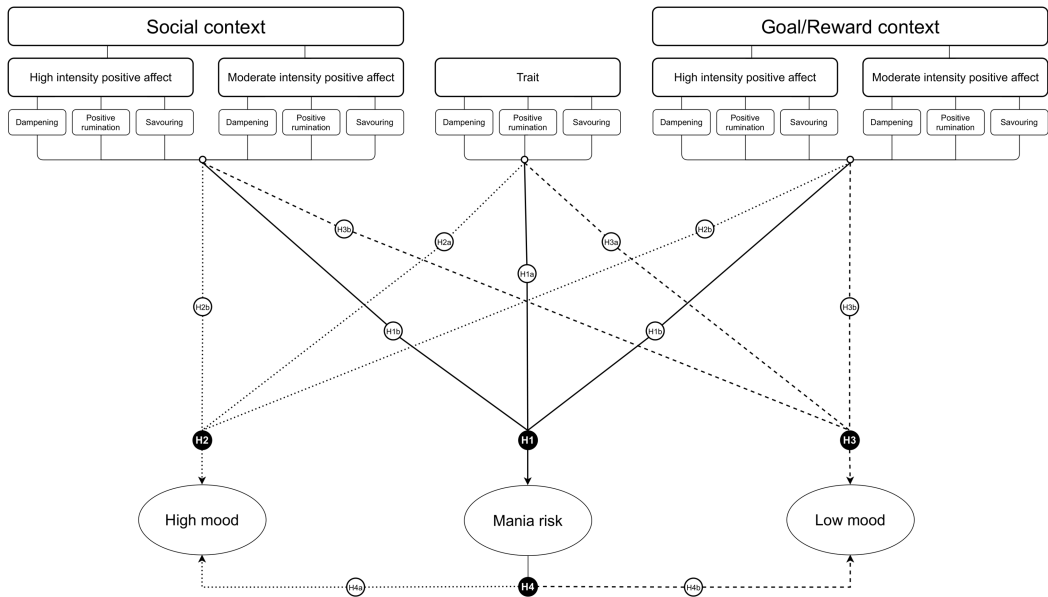 Social context
Goal/Reward context
High intensity positive affect
Moderate intensity positive affect
Trait
High intensity positive affect
Moderate intensity positive affect
Dampening
Positive
rumination
Savouring
Dampening
Positive
rumination
Savouring
Dampening
Positive
rumination
Savouring
Dampening
Positive
rumination
Savouring
Dampening
Positive
rumination
Savouring
H3b
H2a
H3a
H2b
H1a
H2b
H3b
H1b
H1b
H2
H1
H3
High mood
Mania risk
Low mood
H4a
H4
H4b